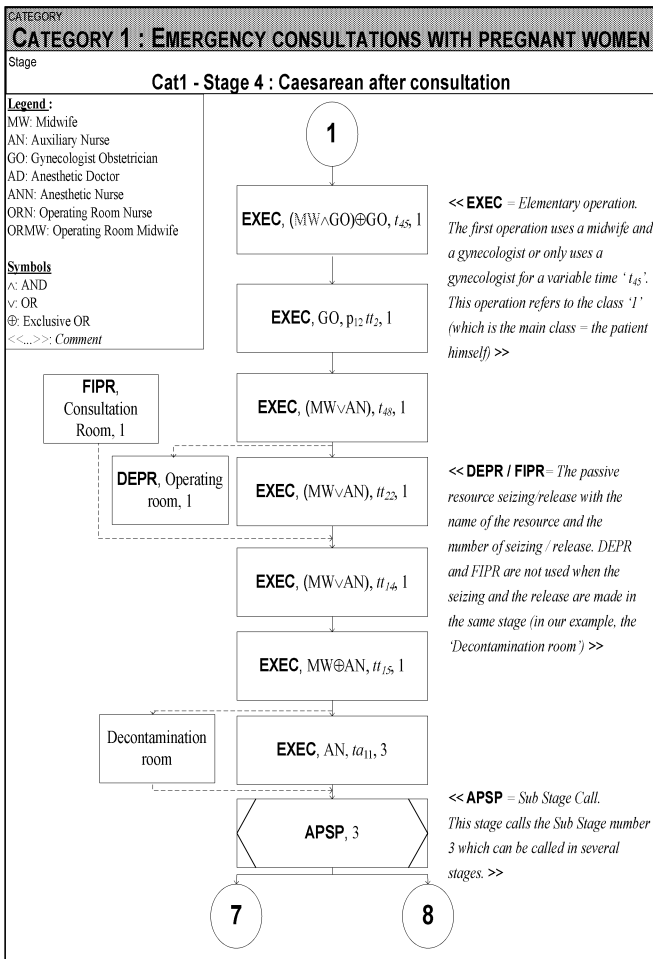 CATEGORY
CATEGORY 1 : EMERGENCY CONSULTATIONS WITH PREGNANT WOMEN
Stage
Cat1 - Stage 4 : Caesarean after consultation
Legend :
MW: Midwife
AN: Auxiliary Nurse
GO: Gynecologist Obstetrician
AD: Anesthetic Doctor
ANN: Anesthetic Nurse
ORN: Operating Room Nurse
ORMW: Operating Room Midwife
Symbols
∧: AND
∨: OR
⊕: Exclusive OR
<<...>>: Comment
1
EXEC, (MW∧GO)⊕GO, t45, 1
<< EXEC = Elementary operation.
The first operation uses a midwife and
a gynecologist or only uses a
gynecologist for a variable time ‘ t45’.
This operation refers to the class ‘1’
(which is the main class = the patient
himself) >>
EXEC, GO, p12 tt2, 1
EXEC, (MW∨AN), t48, 1
FIPR,
Consultation
Room, 1
DEPR, Operating
room, 1
EXEC, (MW∨AN), tt22, 1
<< DEPR / FIPR= The passive
resource seizing/release with the
name of the resource and the
number of seizing / release. DEPR
and FIPR are not used when the
seizing and the release are made in
the same stage (in our example, the
‘Decontamination room’) >>
EXEC, (MW∨AN), tt14, 1
EXEC, MW⊕AN, tt15, 1
Decontamination
room
EXEC, AN, ta11, 3
APSP, 3
<< APSP = Sub Stage Call.
This stage calls the Sub Stage number
3 which can be called in several
stages. >>
7
8